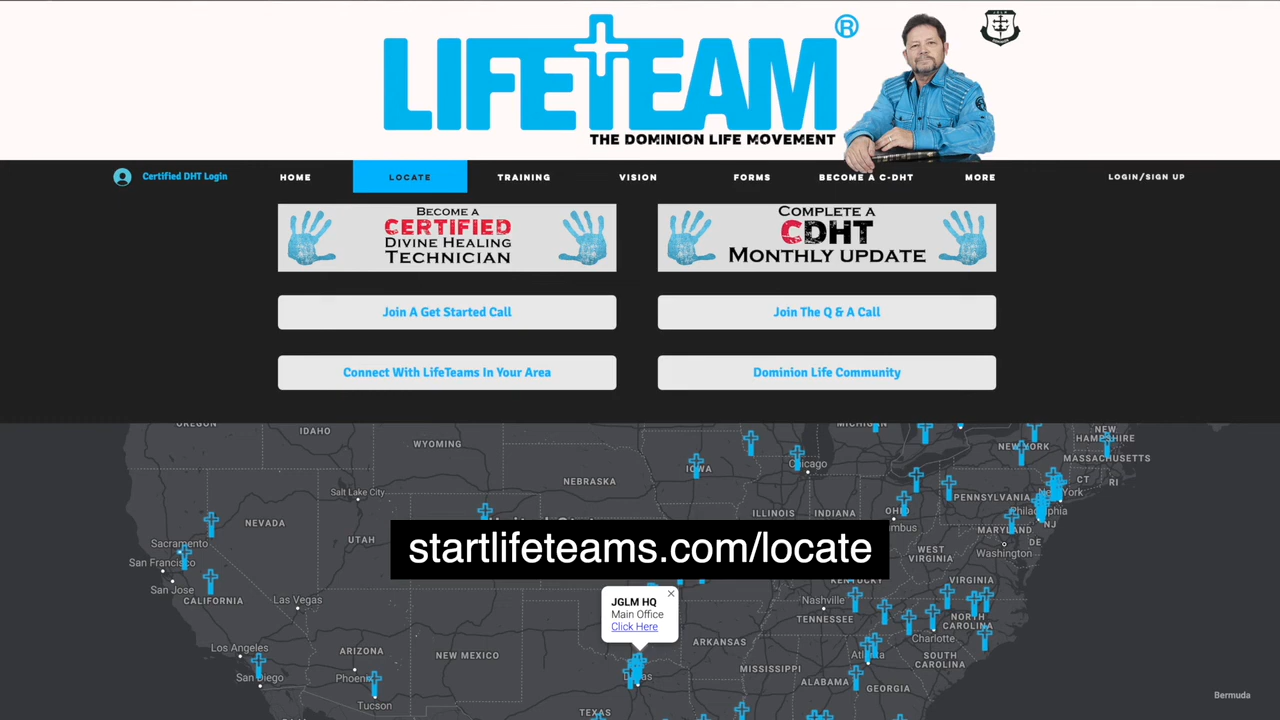 LIFETEAM®
THE DOMINION LIFE MOVEMENT
JGLM
Certified DHT Login
HOME
LOCATE
TRAINING
VISION
FORMS
BECOME A C-DHT
MORE
LOGIN/SIGN UP
BECOME A
CERTIFIED
DIVINE HEALING
TECHNICIAN
COMPLETE A
CDHT
MONTHLY UPDATE
Join A Get Started Call
Join The Q & A Call
Connect With LifeTeams In Your Area
Dominion Life Community
OREGON
IDAHO
WYOMING
MICHIGAN
NEW
HAMPSHIRE
NEW YORK
MASSACHUSETTS
IOWA
Chicago
CT
RI
NEBRASKA
Salt Lake City
New York
PENNSYLVANIA
ILLINOIS
INDIANA
Philadelphia
NEVADA
NJ
UTAH
MARYLAND
DE
Sacramento
Washington
WEST
VIRGINIA
San Francisco
San Jose
KENTUCKY
VIRGINIA
CALIFORNIA
Las Vegas
Nashville
TENNESSEE
NORTH
CAROLINA
startlifeteams.com/locate
JGLM HQ
Main Office
Click Here
Charlotte
ARKANSAS
Los Angeles
ARIZONA
NEW MEXICO
Atlanta
SOUTH
CAROLINA
San Diego
Phoenix
Dallas
MISSISSIPPI
ALABAMA
GEORGIA
Tucson
TEXAS
Bermuda